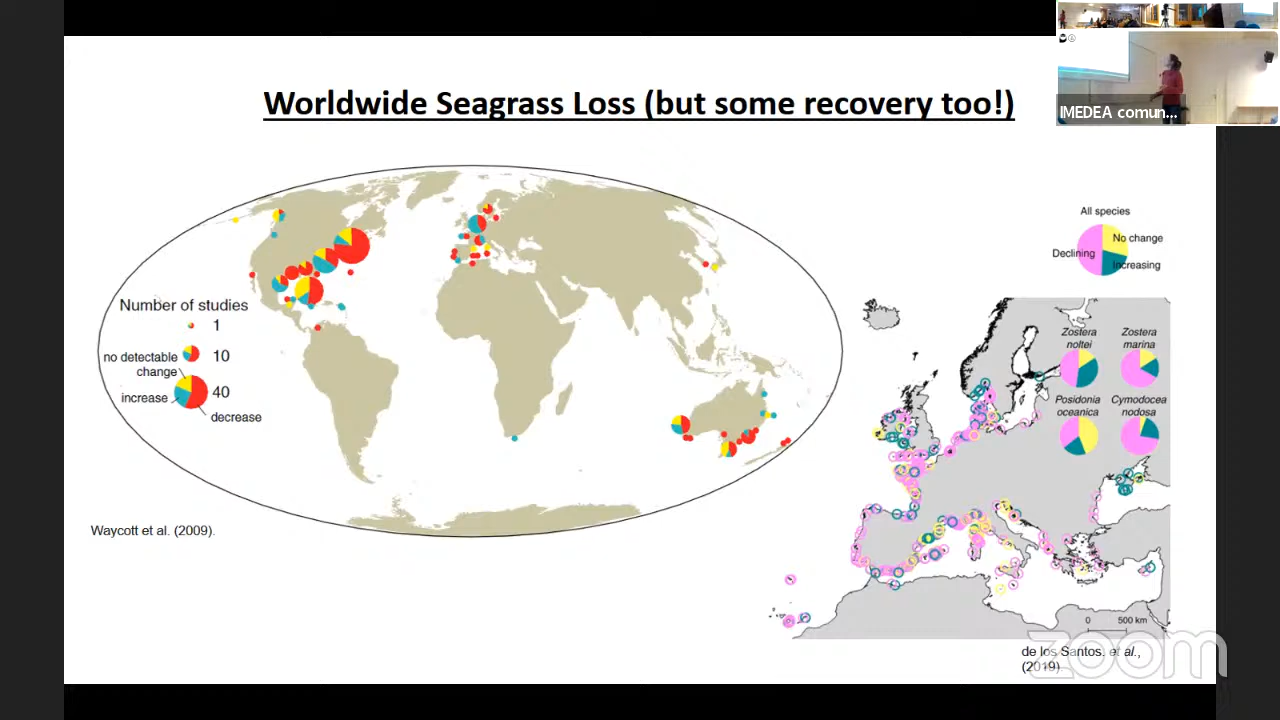 Worldwide Seagrass Loss (but some recovery too!)
IMEDEA comun...
Number of studies
1
no detectable
change
10
increase
40
decrease
Waycott et al. (2009).
All species
No change
Declining
Increasing
Zostera
noltei
Zostera
marina
Posidonia
oceanica
Cymodocea
nodosa
0 500 km
de los Santos, et al.,
(2019)
zoom